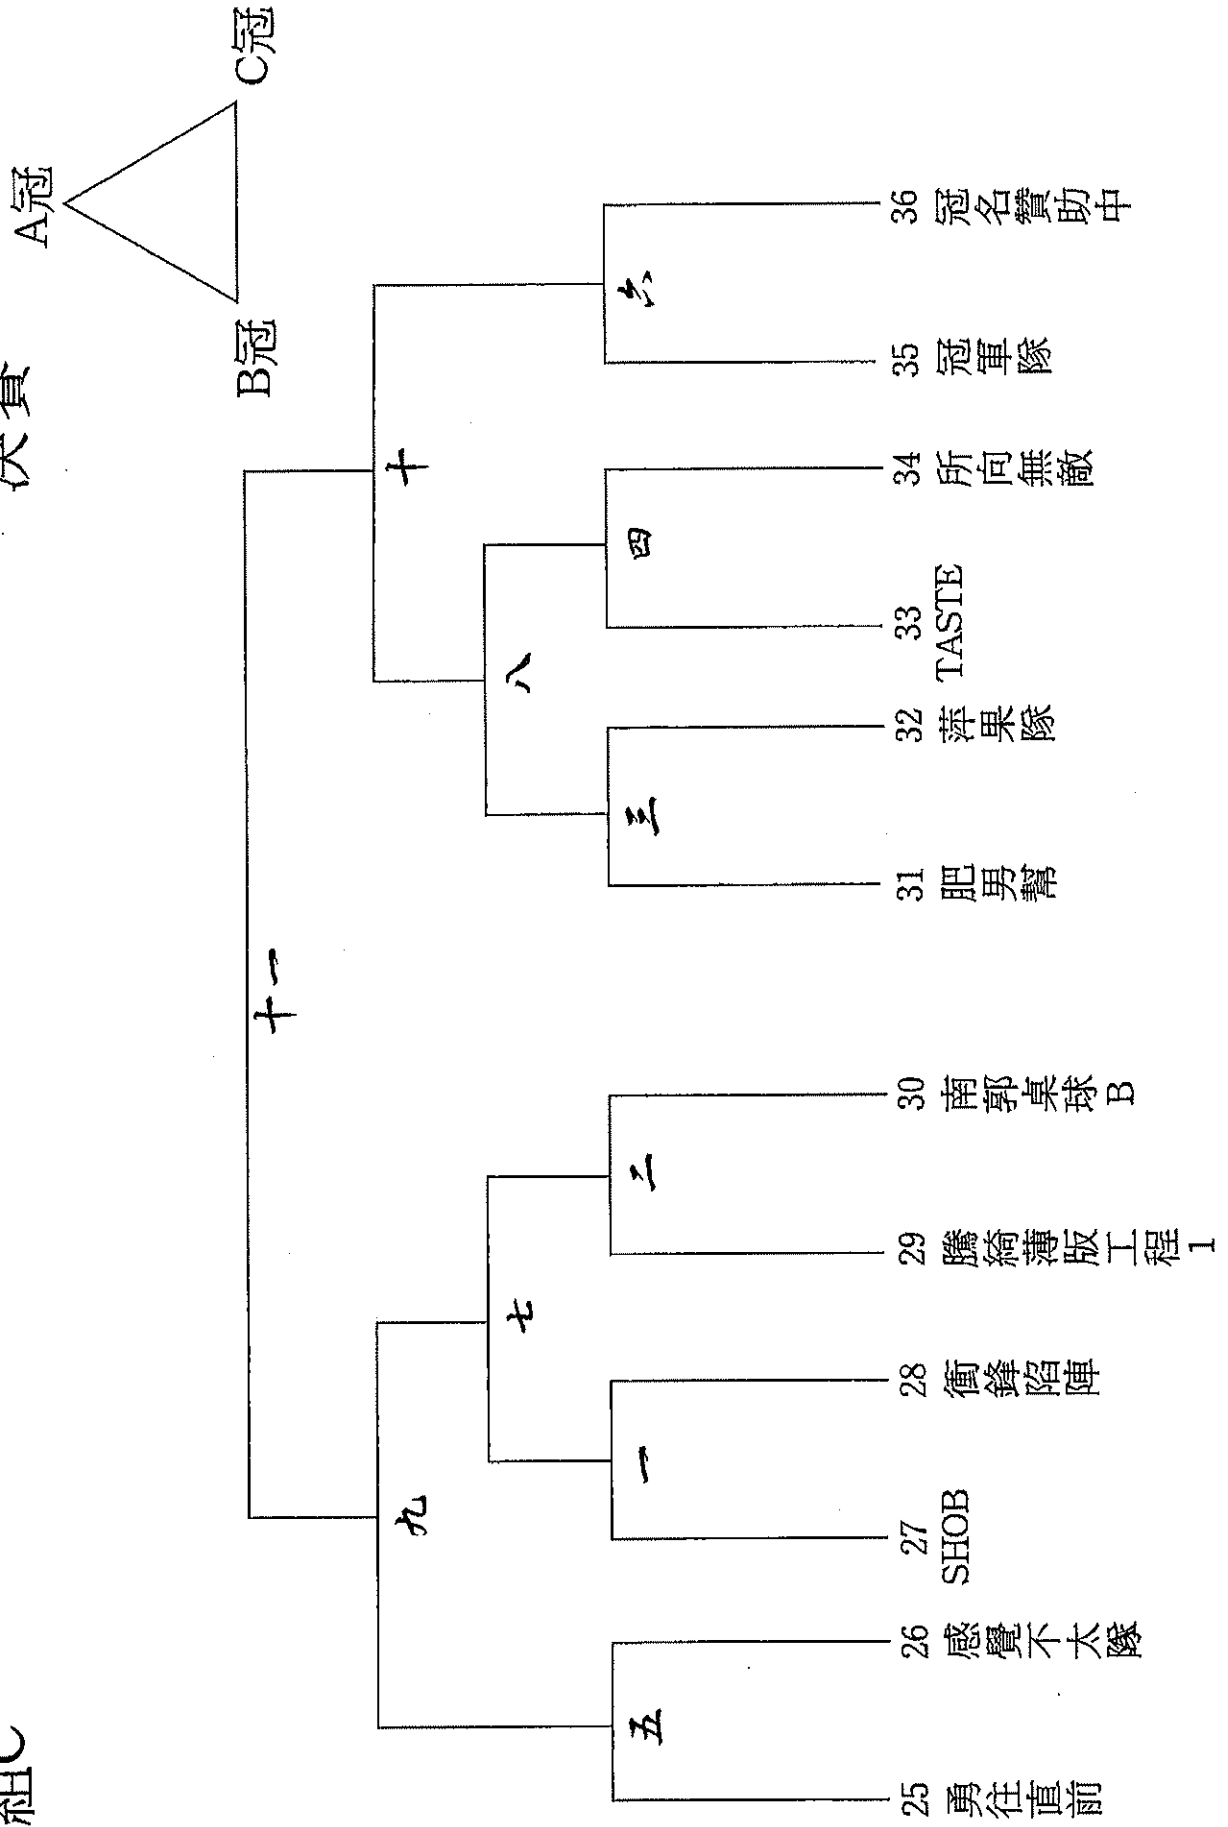 組C
決賽
A冠
B冠
C冠
十一
九
十
七
八
五
一
二
三
四
六
25 勇往直前
26 感覺不太隊
27 SHOB
28 衝鋒陷陣
29 騰綺薄版工程1
30 南郭桌球B
31 肥男幫
32 萍果隊
33 TASTE
34 所向無敵
35 冠軍隊
36 冠名贊助中